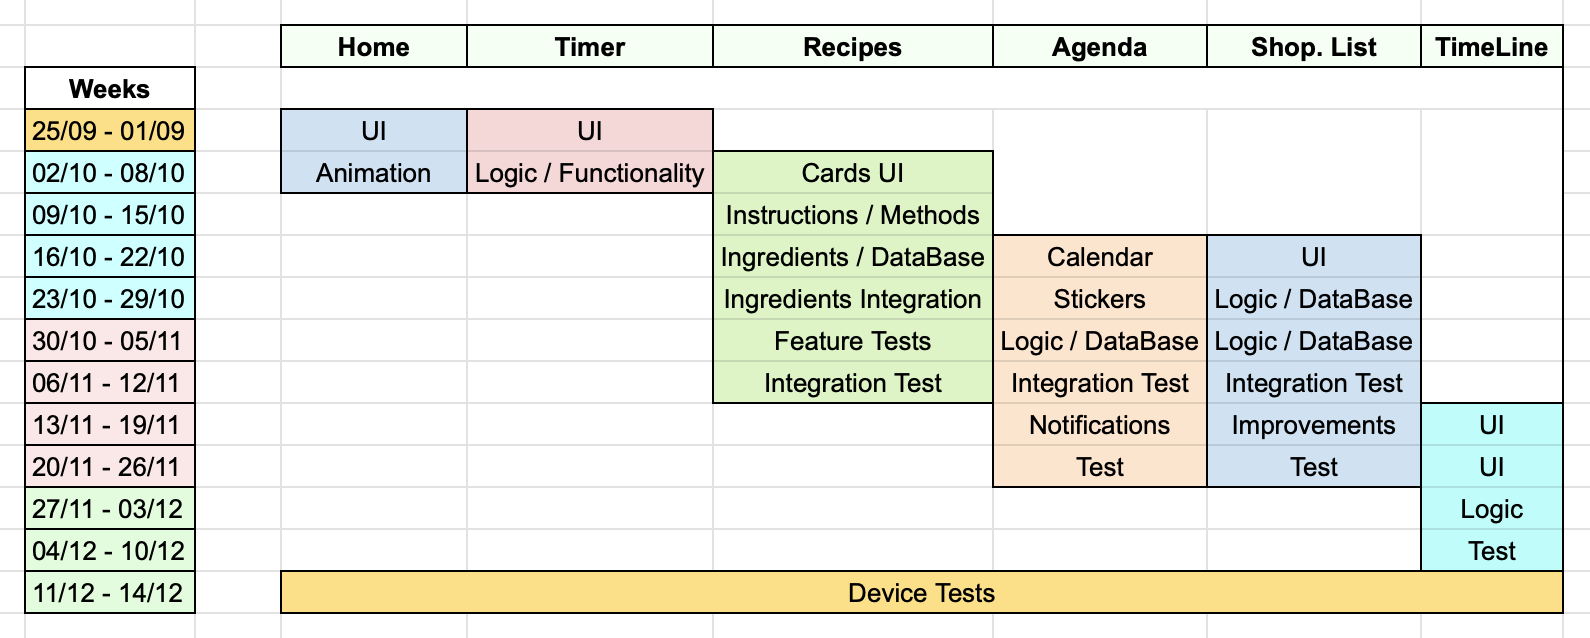 Home Timer Recipes Agenda Shop. List TimeLine
Weeks
25/09 - 01/09 UI UI
02/10 - 08/10 Animation Logic / Functionality Cards UI
09/10 - 15/10 Instructions / Methods
16/10 - 22/10 Ingredients / DataBase Calendar UI
23/10 - 29/10 Ingredients Integration Stickers Logic / DataBase
30/10 - 05/11 Feature Tests Logic / DataBase Logic / DataBase
06/11 - 12/11 Integration Test Integration Test Integration Test
13/11 - 19/11 Notifications Improvements UI
20/11 - 26/11 Test Test UI
27/11 - 03/12 Logic
04/12 - 10/12 Test
11/12 - 14/12 Device Tests